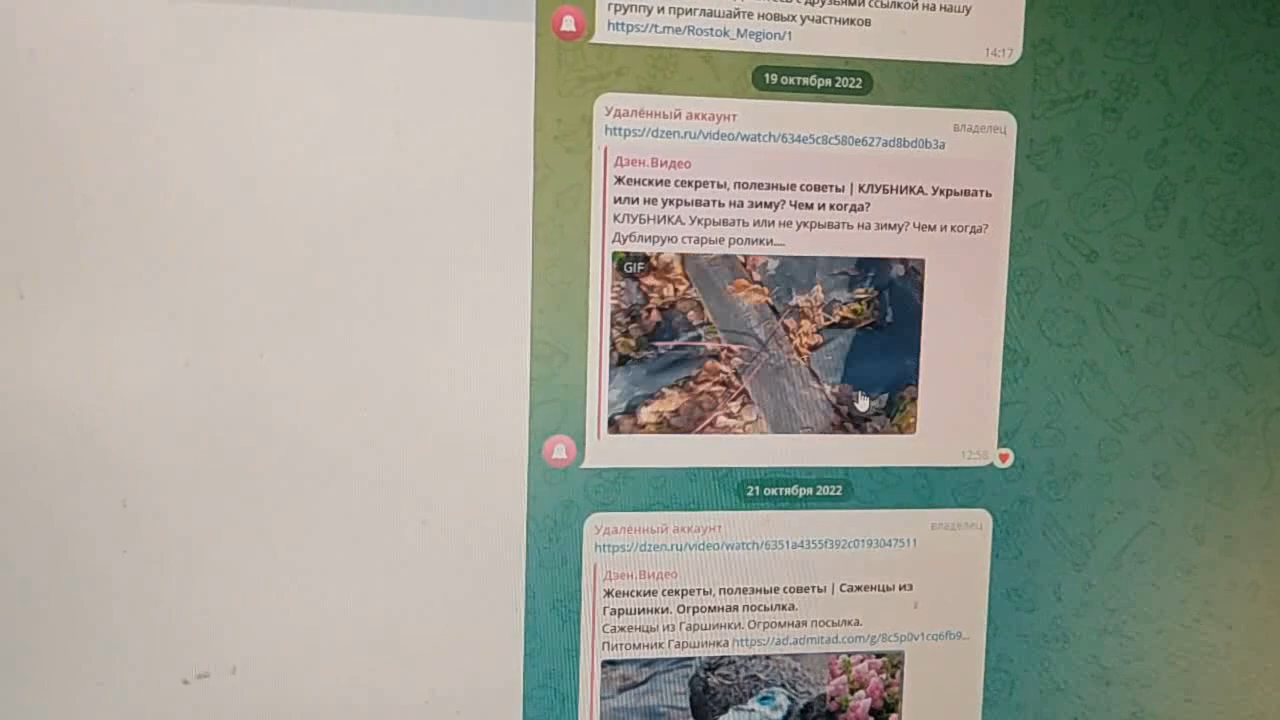 друзьями ссылкой на нашу
группу и приглашайте новых участников
https://t.me/Rostok_Megion/1
14:17
19 октября 2022
Удалённый аккаунт
владелец
https://dzen.ru/video/watch/634e5c8c580e627ad8bd0b3a
Дзен.Видео
Женские секреты, полезные советы | КЛУБНИКА. Укрывать
или не укрывать на зиму? Чем и когда?
КЛУБНИКА. Укрывать или не укрывать на зиму? Чем и когда?
Дублирую старые ролики....
GIF
12:58
21 октября 2022
Удалённый аккаунт
владелец
https://dzen.ru/video/watch/6351a4355f392c0193047511
Дзен.Видео
Женские секреты, полезные советы | Саженцы из
Гаршинки. Огромная посылка.
Саженцы из Гаршинки. Огромная посылка.
Питомник Гаршинка https://ad.admitad.com/g/8c5p0v1cq6fb9...